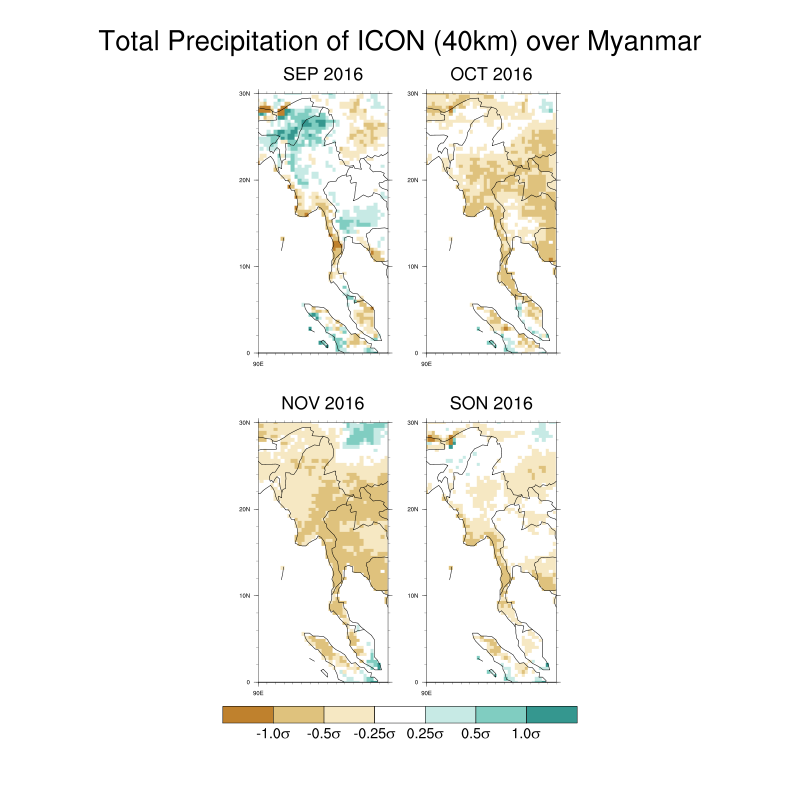 Total Precipitation of ICON (40km) over Myanmar
SEP 2016
OCT 2016
30N
20N
10N
0
90E
30N
20N
10N
0
90E
NOV 2016
SON 2016
30N
20N
10N
0
90E
30N
20N
10N
0
90E
-1.0σ -0.5σ -0.25σ 0.25σ 0.5σ 1.0σ